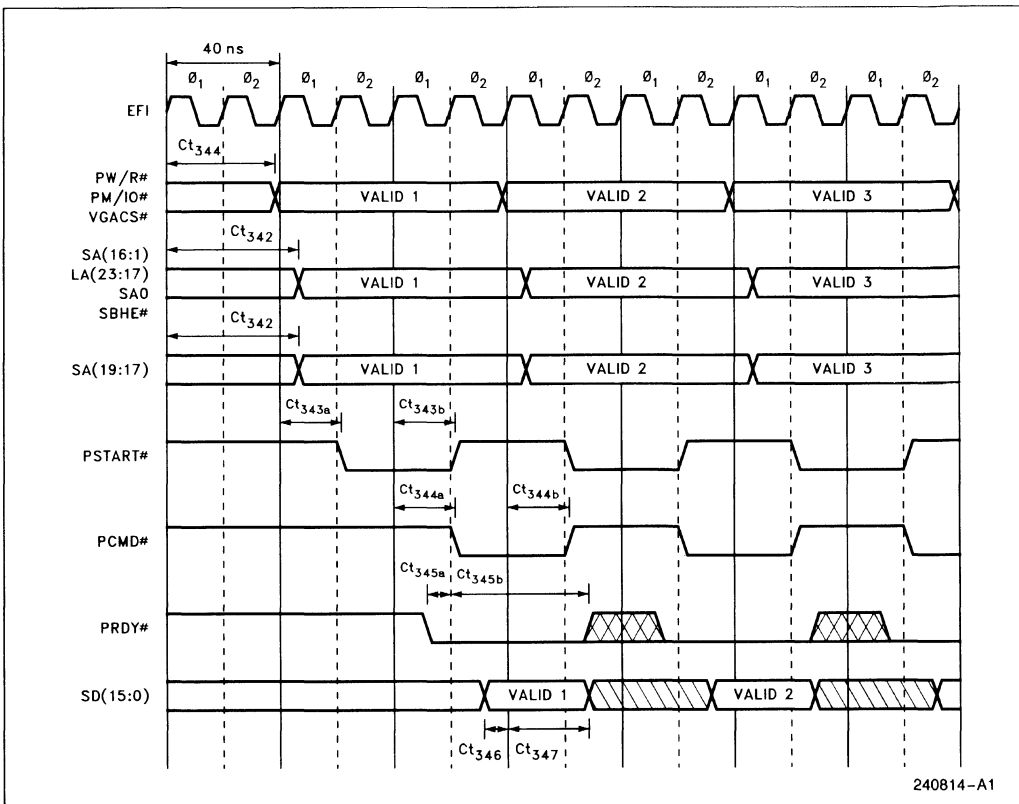 40 ns
Ø1 Ø2 Ø1 Ø2 Ø1 Ø2 Ø1 Ø2 Ø1 Ø2 Ø1 Ø2 Ø1 Ø2
EFI
Ct344
PW/R#
PM/IO#
VGACS#
VALID 1 VALID 2 VALID 3
Ct342
SA(16:1)
LA(23:17)
SA0
SBHE#
VALID 1 VALID 2 VALID 3
Ct342
SA(19:17) VALID 1 VALID 2 VALID 3
Ct343a Ct343b
PSTART#
Ct344a Ct344b
PCMD#
Ct345a Ct345b
PRDY#
SD(15:0) VALID 1 VALID 2
Ct346 Ct347
240814-A1